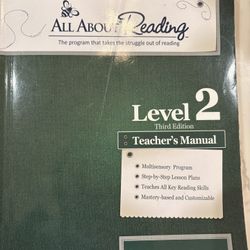 All About Reading
The program that takes the struggle out of reading
Level 2
Third Edition
Teacher's Manual
Multisensory Program
Step-by-Step Lesson Plans
Teaches All Key Reading Skills
Mastery-based and Customizable